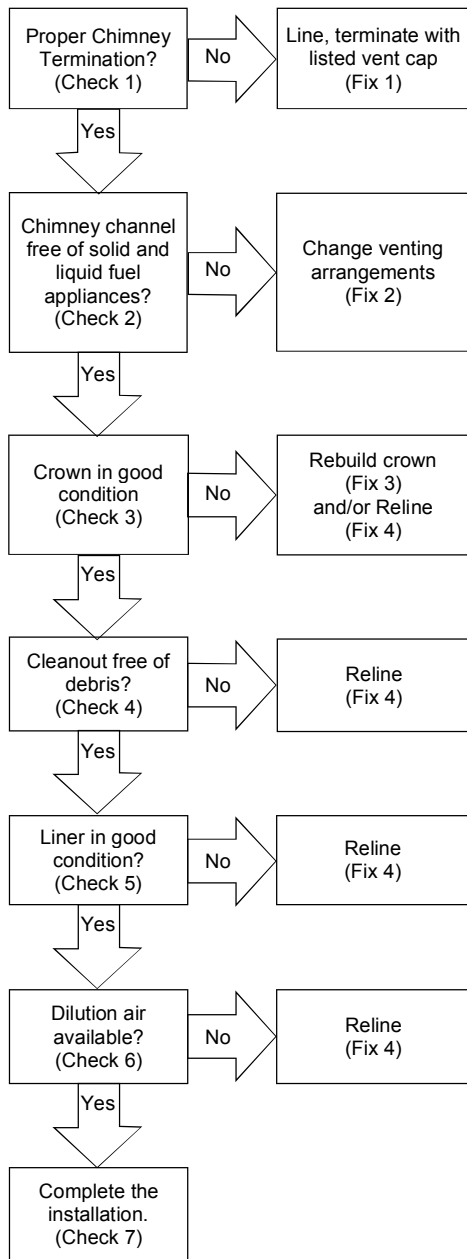 Proper Chimney
Termination?
(Check 1)
No
Line, terminate with
listed vent cap
(Fix 1)
Yes
Chimney channel
free of solid and
liquid fuel
appliances?
(Check 2)
No
Change venting
arrangements
(Fix 2)
Yes
Crown in good
condition
(Check 3)
No
Rebuild crown
(Fix 3)
and/or Reline
(Fix 4)
Yes
Cleanout free of
debris?
(Check 4)
No
Reline
(Fix 4)
Yes
Liner in good
condition?
(Check 5)
No
Reline
(Fix 4)
Yes
Dilution air
available?
(Check 6)
No
Reline
(Fix 4)
Yes
Complete the
installation.
(Check 7)